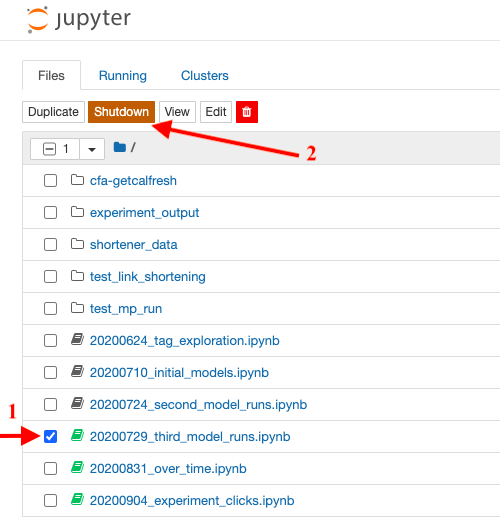 jupyter
Files Running Clusters
Duplicate Shutdown View Edit
1 /
2
cfa-getcalfresh
experiment_output
shortener_data
test_link_shortening
test_mp_run
20200624_tag_exploration.ipynb
20200710_initial_models.ipynb
20200724_second_model_runs.ipynb
1
20200729_third_model_runs.ipynb
20200831_over_time.ipynb
20200904_experiment_clicks.ipynb